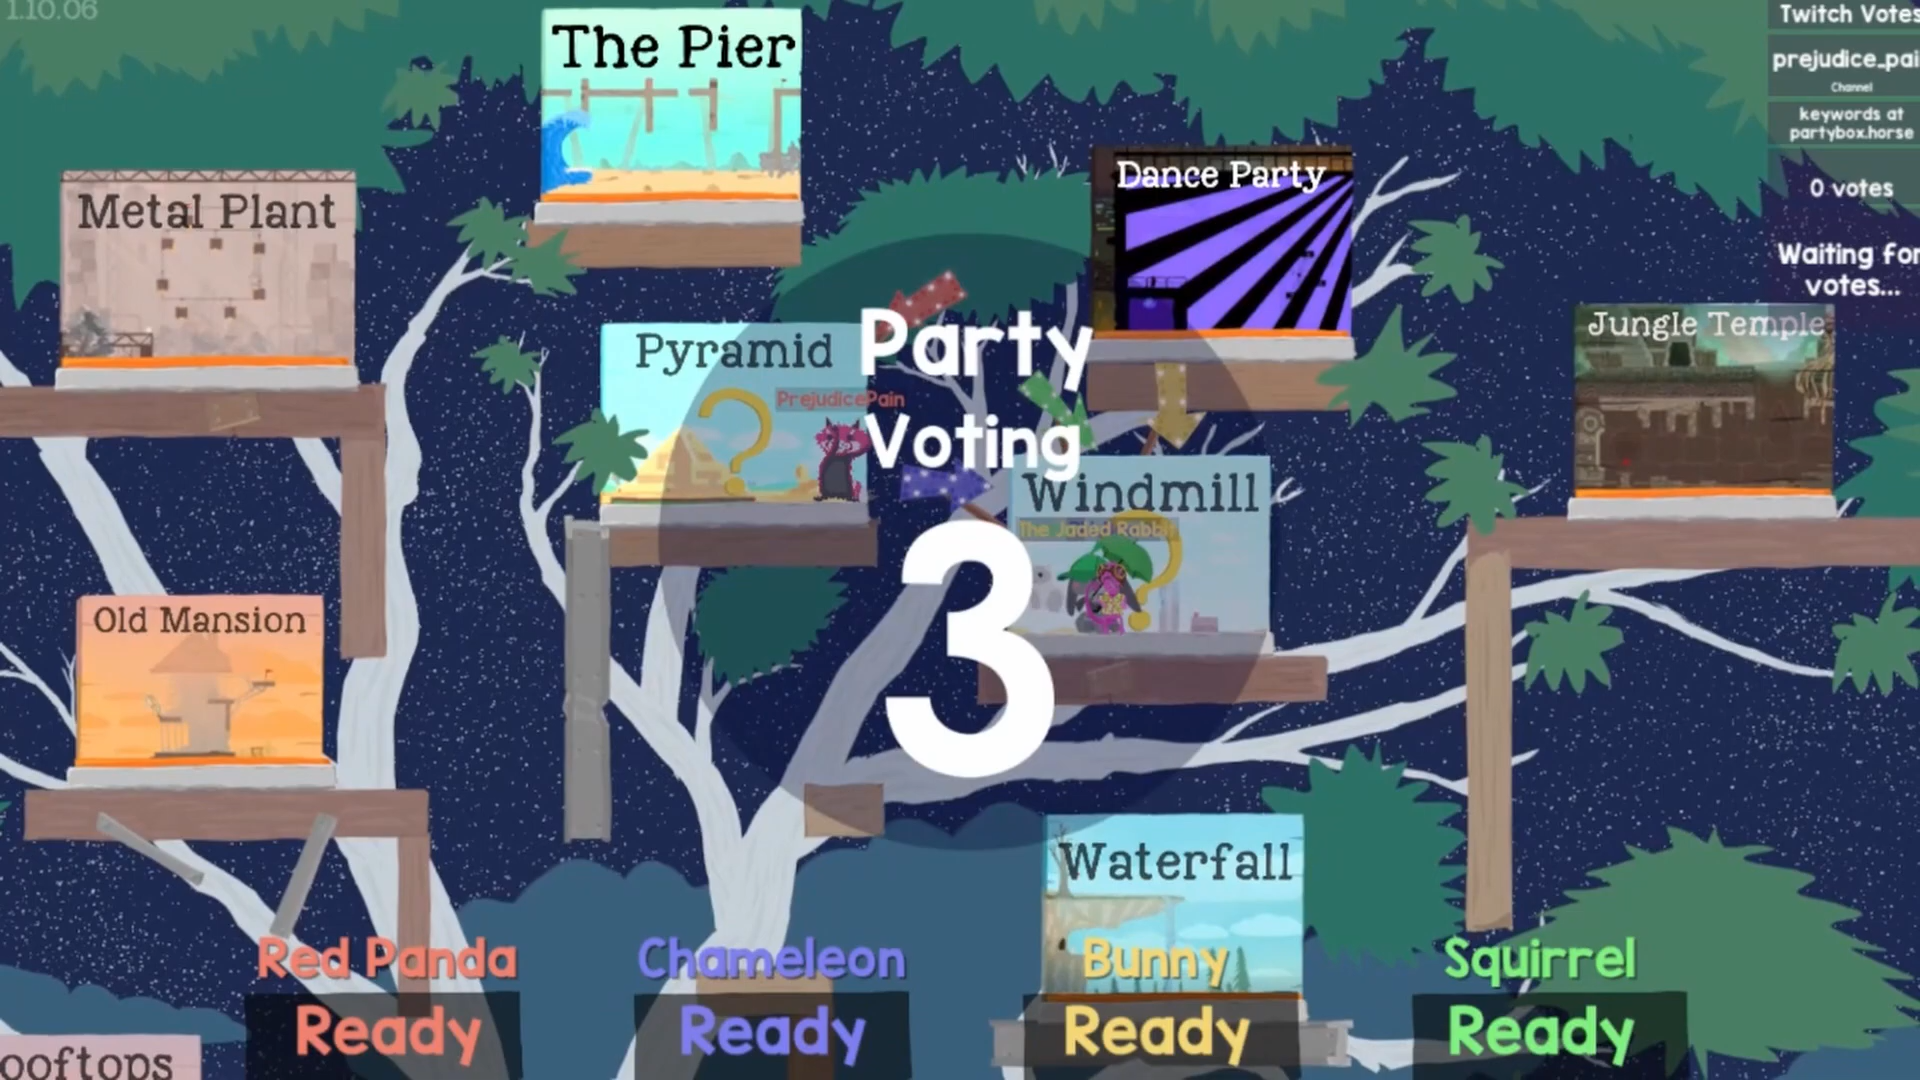 1.10.06
The Pier
Twitch Votes
prejudice_pai
Channel
keywords at
partybox.horse
0 votes
Waiting for
votes...
Metal Plant
Dance Party
Jungle Temple
Pyramid
PrejudicePain
Party
Voting
3
Windmill
The Jaded Rabbit
Old Mansion
Waterfall
Red Panda
Ready
Chameleon
Ready
Bunny
Ready
Squirrel
Ready
ooftops